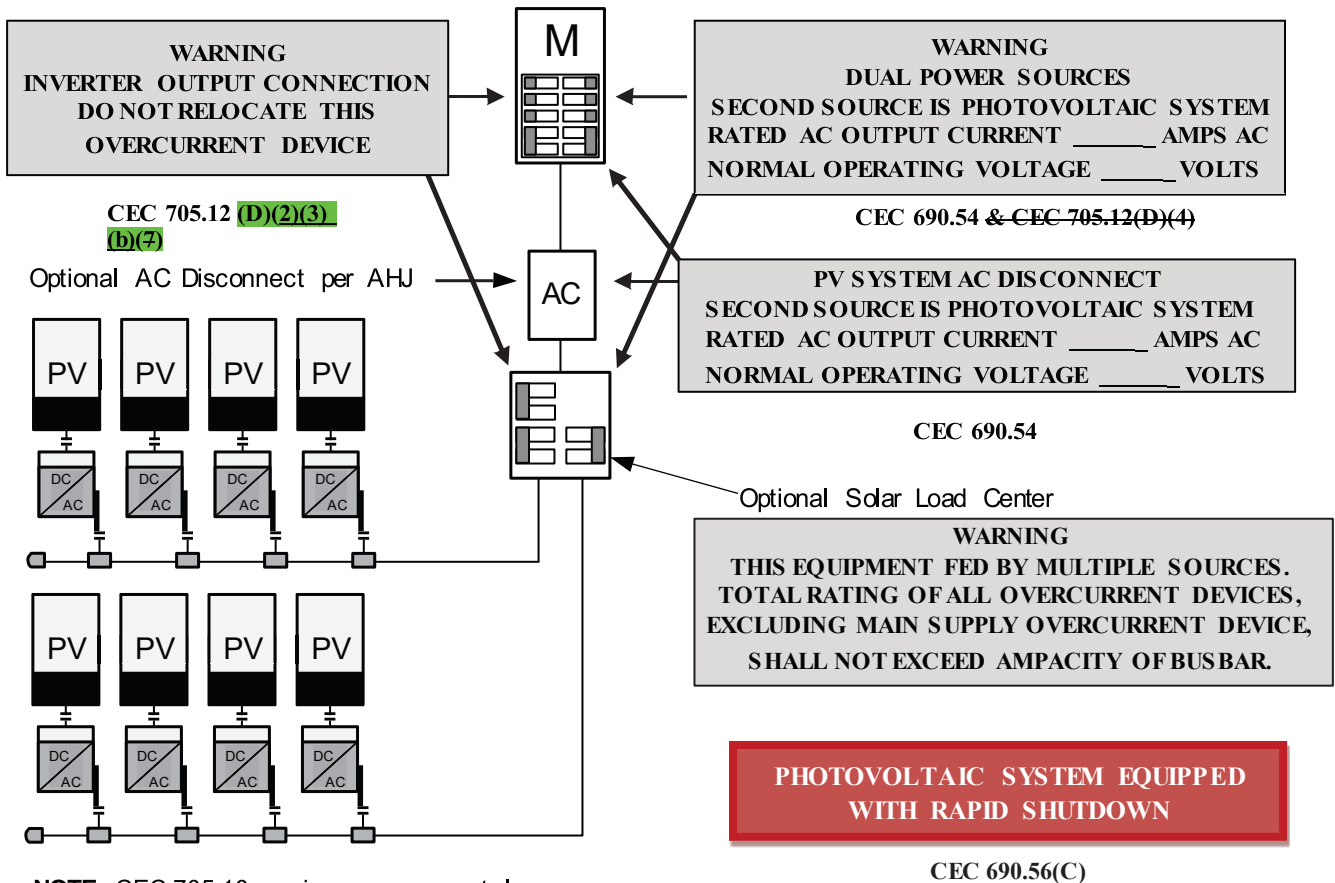 WARNING
INVERTER OUTPUT CONNECTION
DO NOT RELOCATE THIS
OVERCURRENT DEVICE
CEC 705.12 (D)(2)(3)
(b)(7)
Optional AC Disconnect per AHJ
M
AC
WARNING
DUAL POWER SOURCES
SECOND SOURCE IS PHOTOVOLTAIC SYSTEM
RATED AC OUTPUT CURRENT ______ AMPS AC
NORMAL OPERATING VOLTAGE ______ VOLTS
CEC 690.54 & CEC 705.12(D)(4)
PV SYSTEM AC DISCONNECT
SECOND SOURCE IS PHOTOVOLTAIC SYSTEM
RATED AC OUTPUT CURRENT ______ AMPS AC
NORMAL OPERATING VOLTAGE ______ VOLTS
CEC 690.54
Optional Solar Load Center
PV PV PV PV
DC DC DC DC
AC AC AC AC
PV PV PV PV
DC DC DC DC
AC AC AC AC
WARNING
THIS EQUIPMENT FED BY MULTIPLE SOURCES.
TOTAL RATING OF ALL OVERCURRENT DEVICES,
EXCLUDING MAIN SUPPLY OVERCURRENT DEVICE,
SHALL NOT EXCEED AMPACITY OF BUSBAR.
PHOTOVOLTAIC SYSTEM EQUIPPED
WITH RAPID SHUTDOWN
CEC 690.56(C)